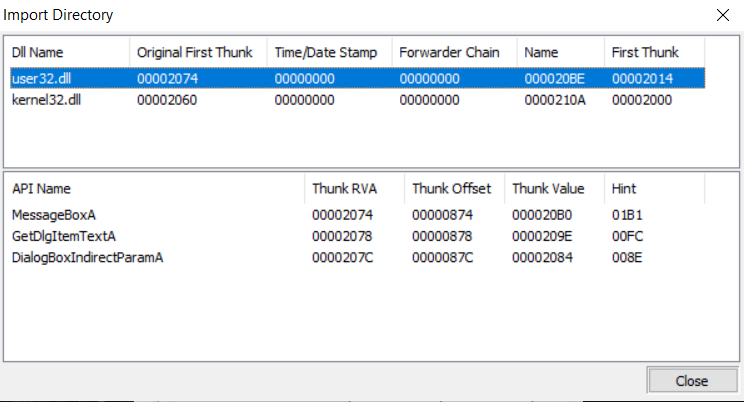 Import Directory
Dll Name Original First Thunk Time/Date Stamp Forwarder Chain Name First Thunk
user32.dll 00002074 00000000 00000000 000020BE 00002014
kernel32.dll 00002060 00000000 00000000 0000210A 00002000
API Name Thunk RVA Thunk Offset Thunk Value Hint
MessageBoxA 00002074 00000874 000020B0 01B1
GetDlgItemTextA 00002078 00000878 0000209E 00FC
DialogBoxIndirectParamA 0000207C 0000087C 00002084 008E
Close